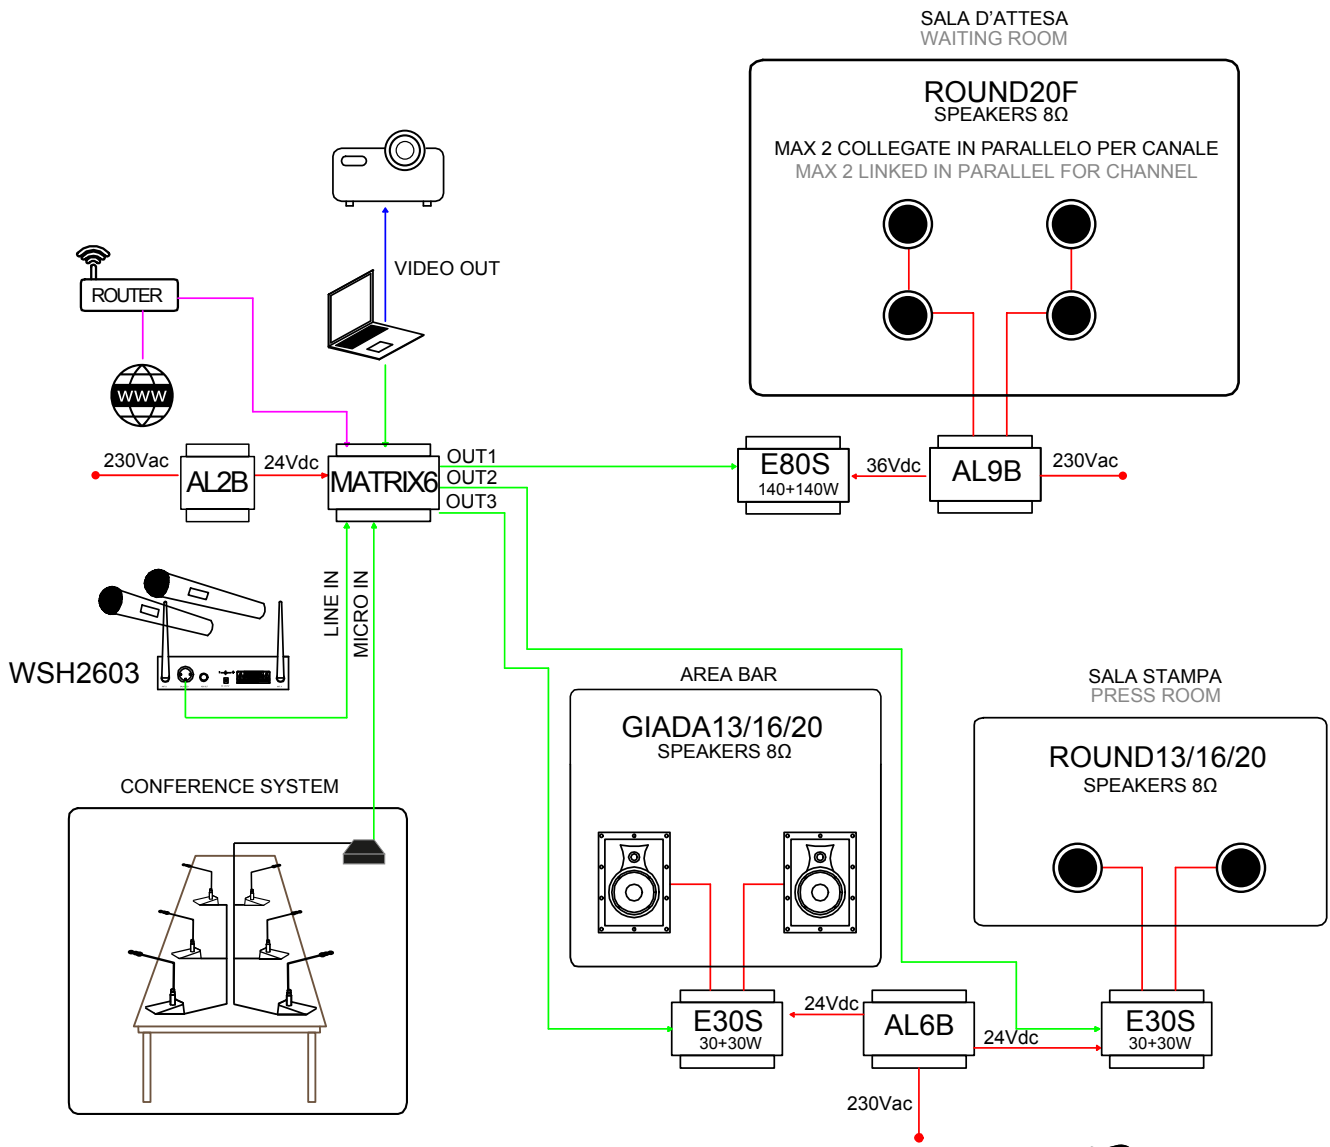 SALA D'ATTESA
WAITING ROOM
ROUND20F
SPEAKERS 8Ω
MAX 2 COLLEGATE IN PARALLELO PER CANALE
MAX 2 LINKED IN PARALLEL FOR CHANNEL
VIDEO OUT
ROUTER
WWW
230Vac
AL2B
24Vdc
MATRIX6
OUT1
OUT2
OUT3
E80S
140+140W
36Vdc
AL9B
230Vac
LINE IN
MICRO IN
WSH2603
AREA BAR
GIADA13/16/20
SPEAKERS 8Ω
SALA STAMPA
PRESS ROOM
ROUND13/16/20
SPEAKERS 8Ω
CONFERENCE SYSTEM
E30S
30+30W
24Vdc
AL6B
24Vdc
E30S
30+30W
230Vac